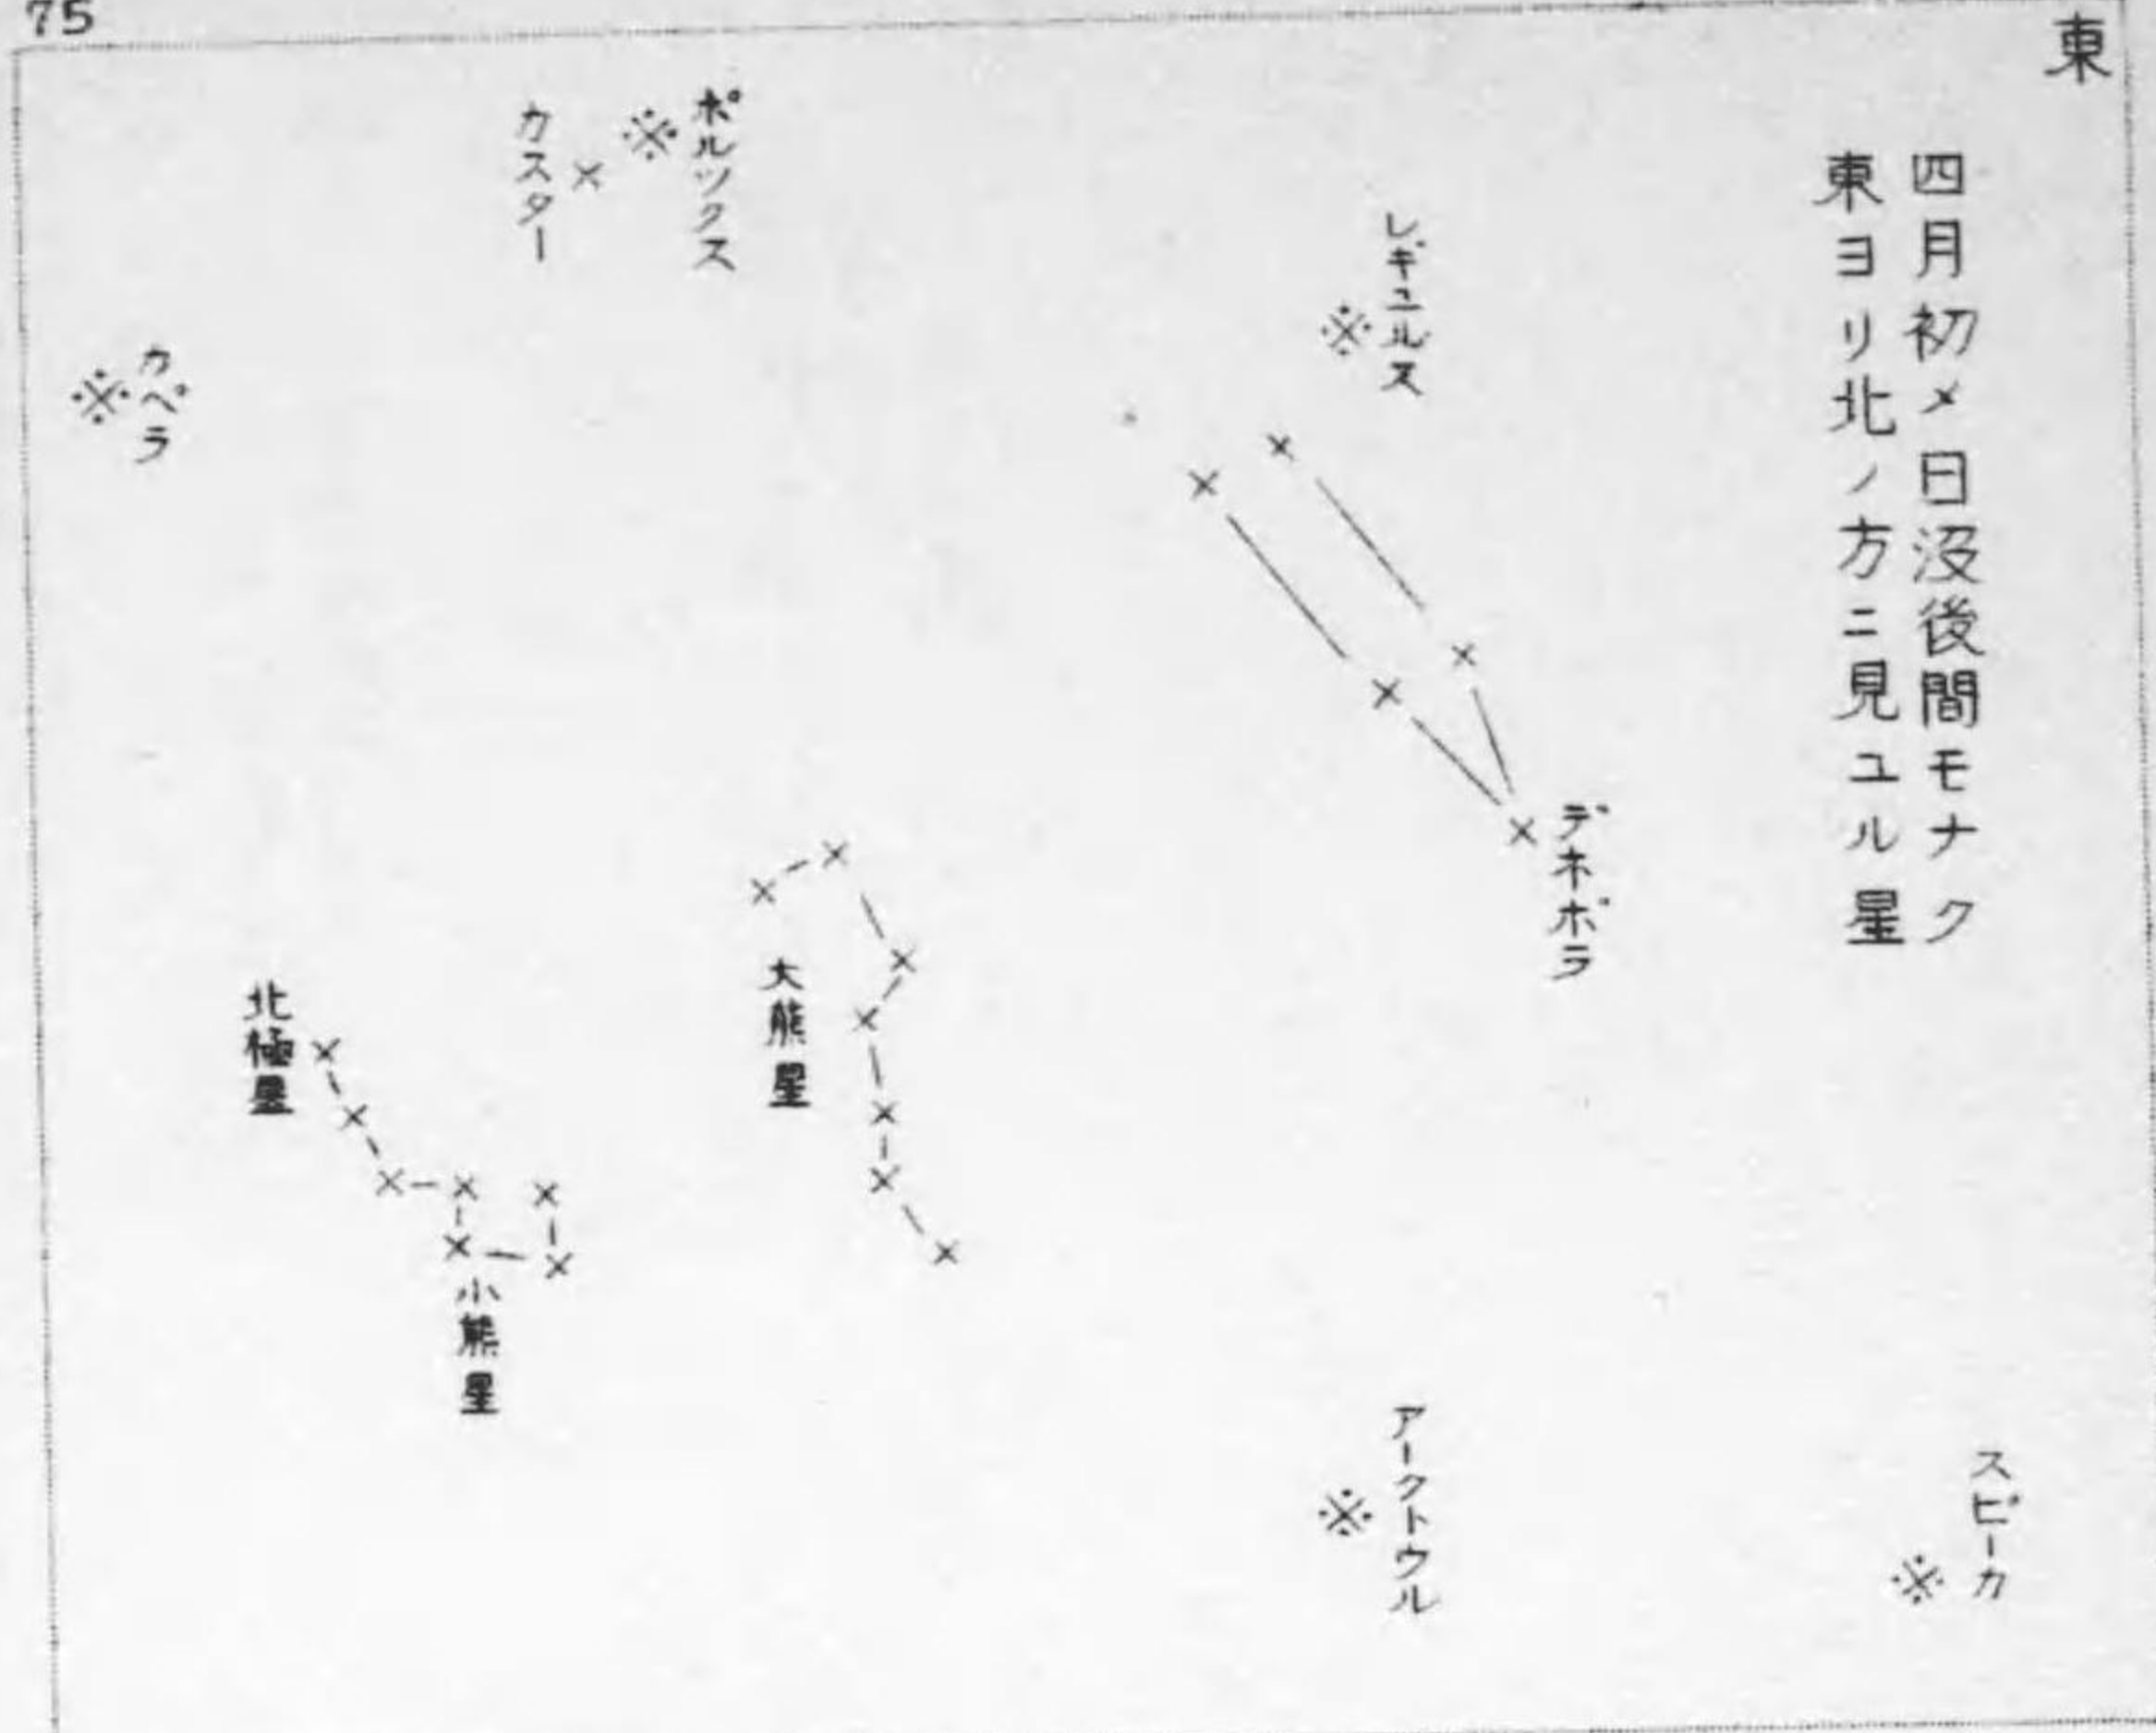 75
東
四月初メ日没後間モナク
東ヨリ北ノ方ニ見ユル星
ポルックス
カスター
レギユルス
カペラ
デネボラ
大熊星
北極星
小熊星
アークトウル
スピーカ